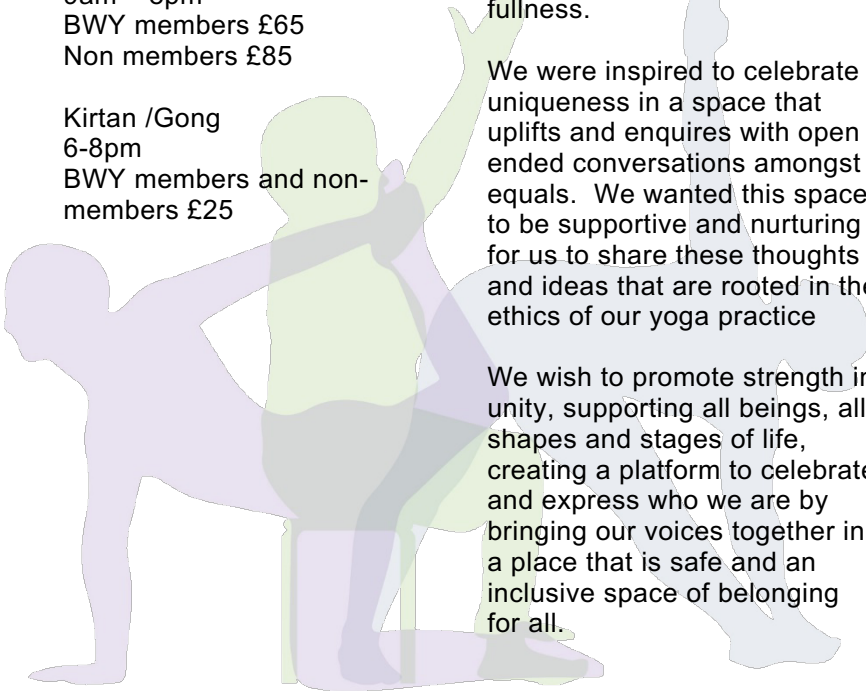 BWY members £65
Non members £85
Kirtan /Gong
6-8pm
BWY members and non-
members £25
fullness.
We were inspired to celebrate
uniqueness in a space that
uplifts and enquires with open
ended conversations amongst
equals.  We wanted this space
to be supportive and nurturing
for us to share these thoughts
and ideas that are rooted in the
ethics of our yoga practice
We wish to promote strength in
unity, supporting all beings, all
shapes and stages of life,
creating a platform to celebrate
and express who we are by
bringing our voices together in
a place that is safe and an
inclusive space of belonging
for all.